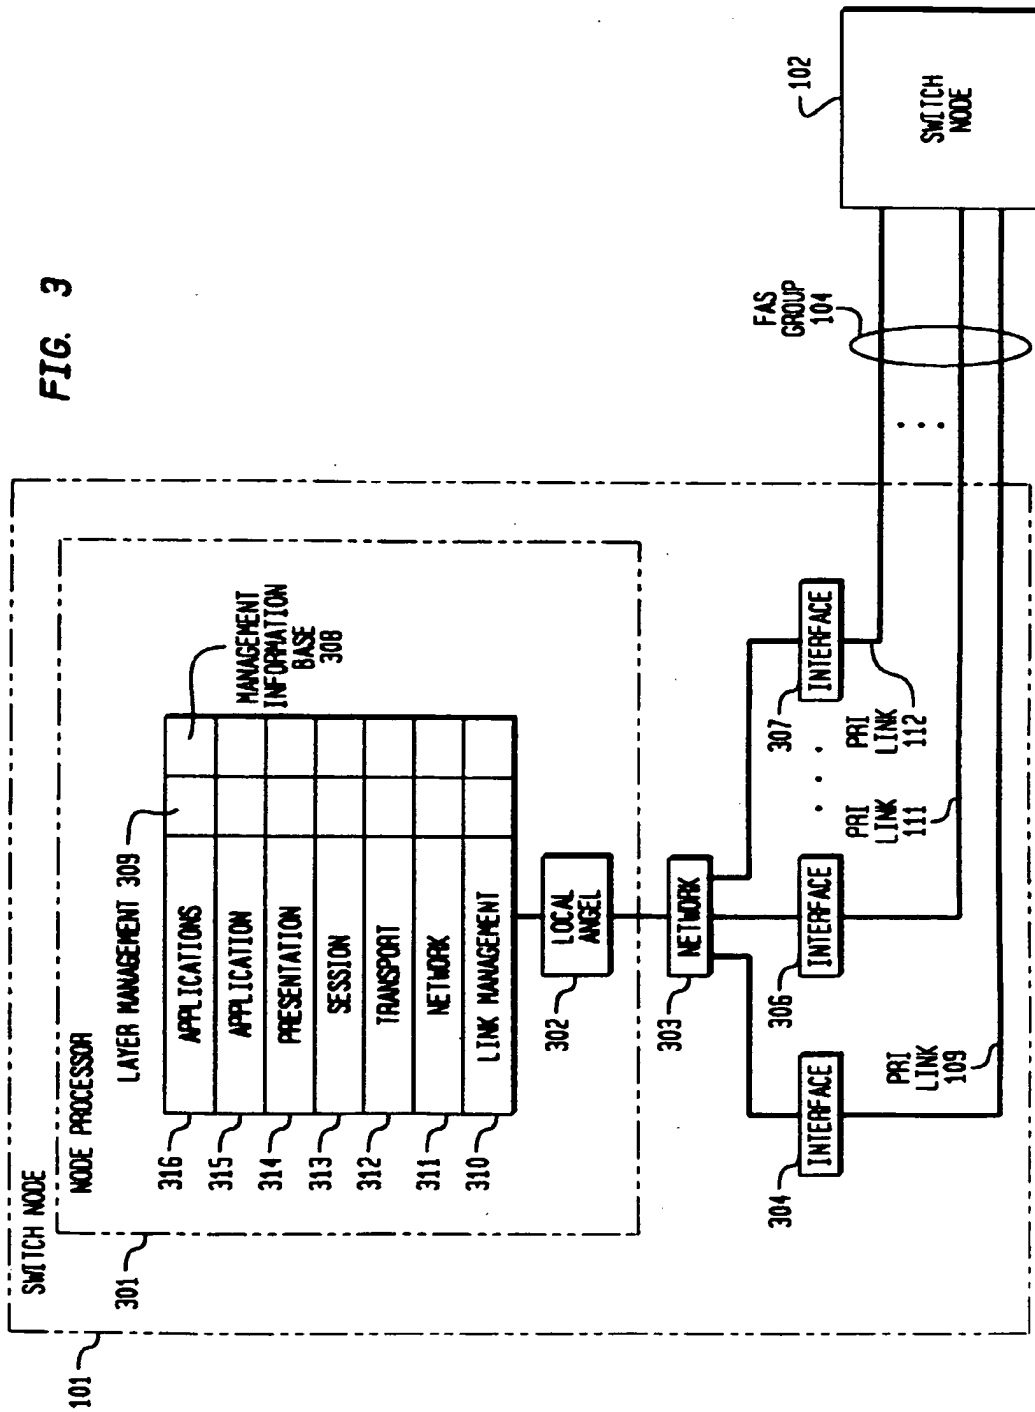 FIG. 3
101
SWITCH NODE
301
NODE PROCESSOR
LAYER MANAGEMENT 309
MANAGEMENT
INFORMATION
BASE
308
316
APPLICATIONS
315
APPLICATION
314
PRESENTATION
313
SESSION
312
TRANSPORT
311
NETWORK
310
LINK MANAGEMENT
302
LOCAL
ANGEL
303
NETWORK
304
INTERFACE
306
INTERFACE
307
INTERFACE
PRI
LINK
109
PRI
LINK
111
PRI
LINK
112
FAS
GROUP
104
102
SWITCH
NODE